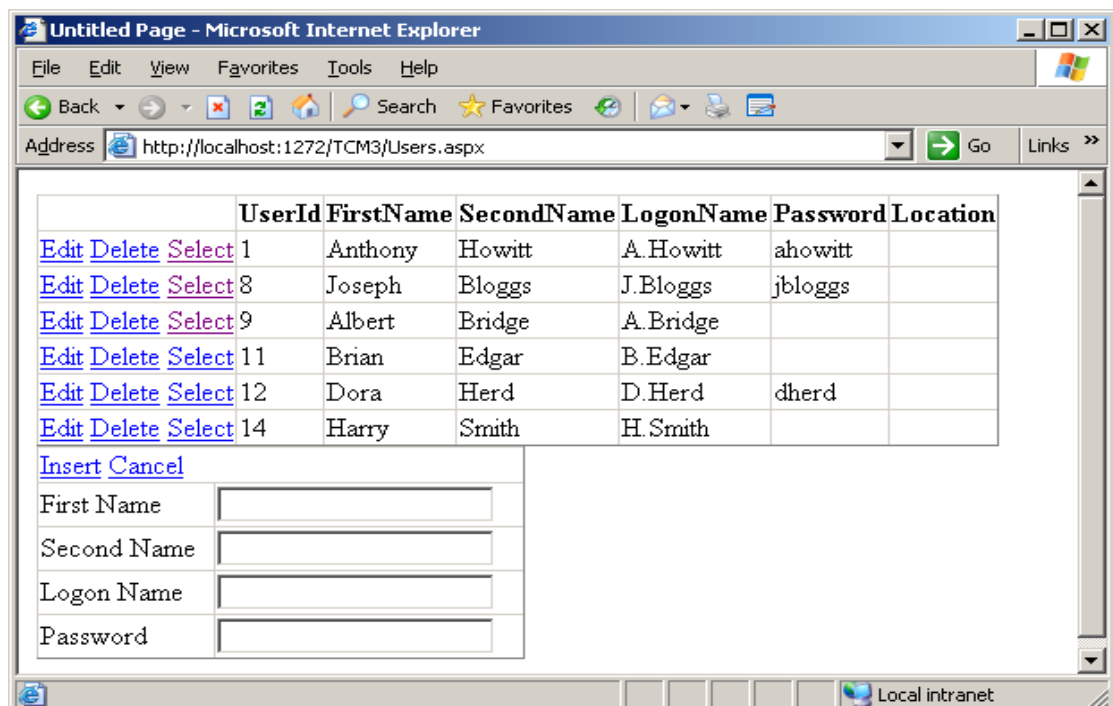 Untitled Page - Microsoft Internet Explorer
File Edit View Favorites Tools Help
Back Search Favorites
Address http://localhost:1272/TCM3/Users.aspx Go Links »
UserId FirstName SecondName LogonName Password Location
Edit Delete Select 1 Anthony Howitt A.Howitt ahowitt
Edit Delete Select 8 Joseph Bloggs J.Bloggs jbloggs
Edit Delete Select 9 Albert Bridge A.Bridge
Edit Delete Select 11 Brian Edgar B.Edgar
Edit Delete Select 12 Dora Herd D.Herd dherd
Edit Delete Select 14 Harry Smith H.Smith
Insert Cancel
First Name
Second Name
Logon Name
Password
Local intranet